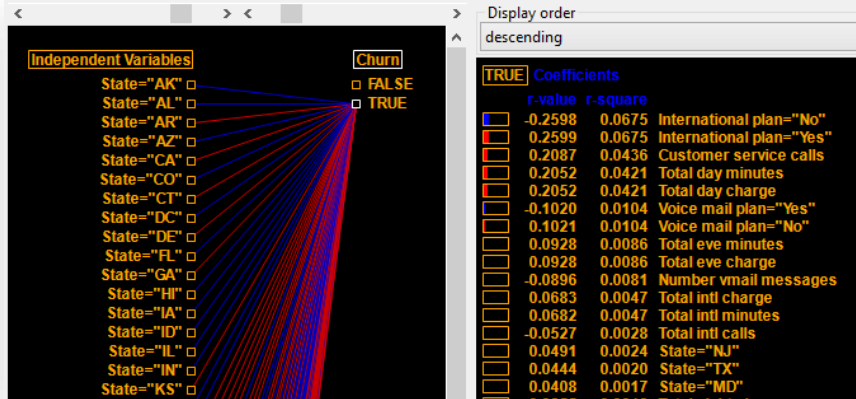 Display order
descending
Independent Variables
Churn
State="AK"
FALSE
State="AL"
TRUE
State="AR"
State="AZ"
State="CA"
State="CO"
State="CT"
State="DC"
State="DE"
State="FL"
State="GA"
State="HI"
State="IA"
State="ID"
State="IL"
State="IN"
State="KS"
TRUE Coefficients
r-value r-square
-0.2598 0.0675 International plan="No"
0.2599 0.0675 International plan="Yes"
0.2087 0.0436 Customer service calls
0.2052 0.0421 Total day minutes
0.2052 0.0421 Total day charge
-0.1020 0.0104 Voice mail plan="Yes"
0.1021 0.0104 Voice mail plan="No"
0.0928 0.0086 Total eve minutes
0.0928 0.0086 Total eve charge
-0.0896 0.0081 Number vmail messages
0.0683 0.0047 Total intl charge
0.0682 0.0047 Total intl minutes
-0.0527 0.0028 Total intl calls
0.0491 0.0024 State="NJ"
0.0444 0.0020 State="TX"
0.0408 0.0017 State="MD"